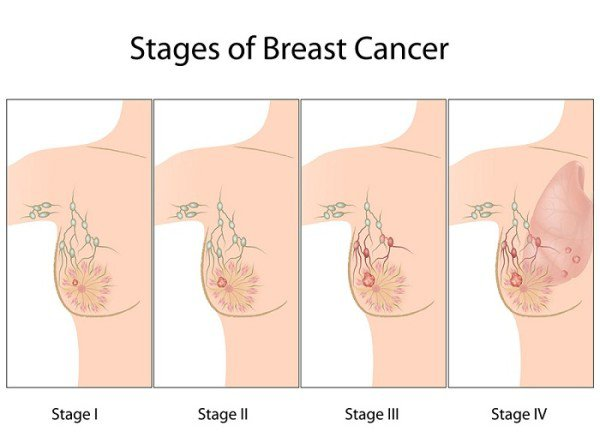 Stages of Breast Cancer
Stage I
Stage II
Stage III
Stage IV